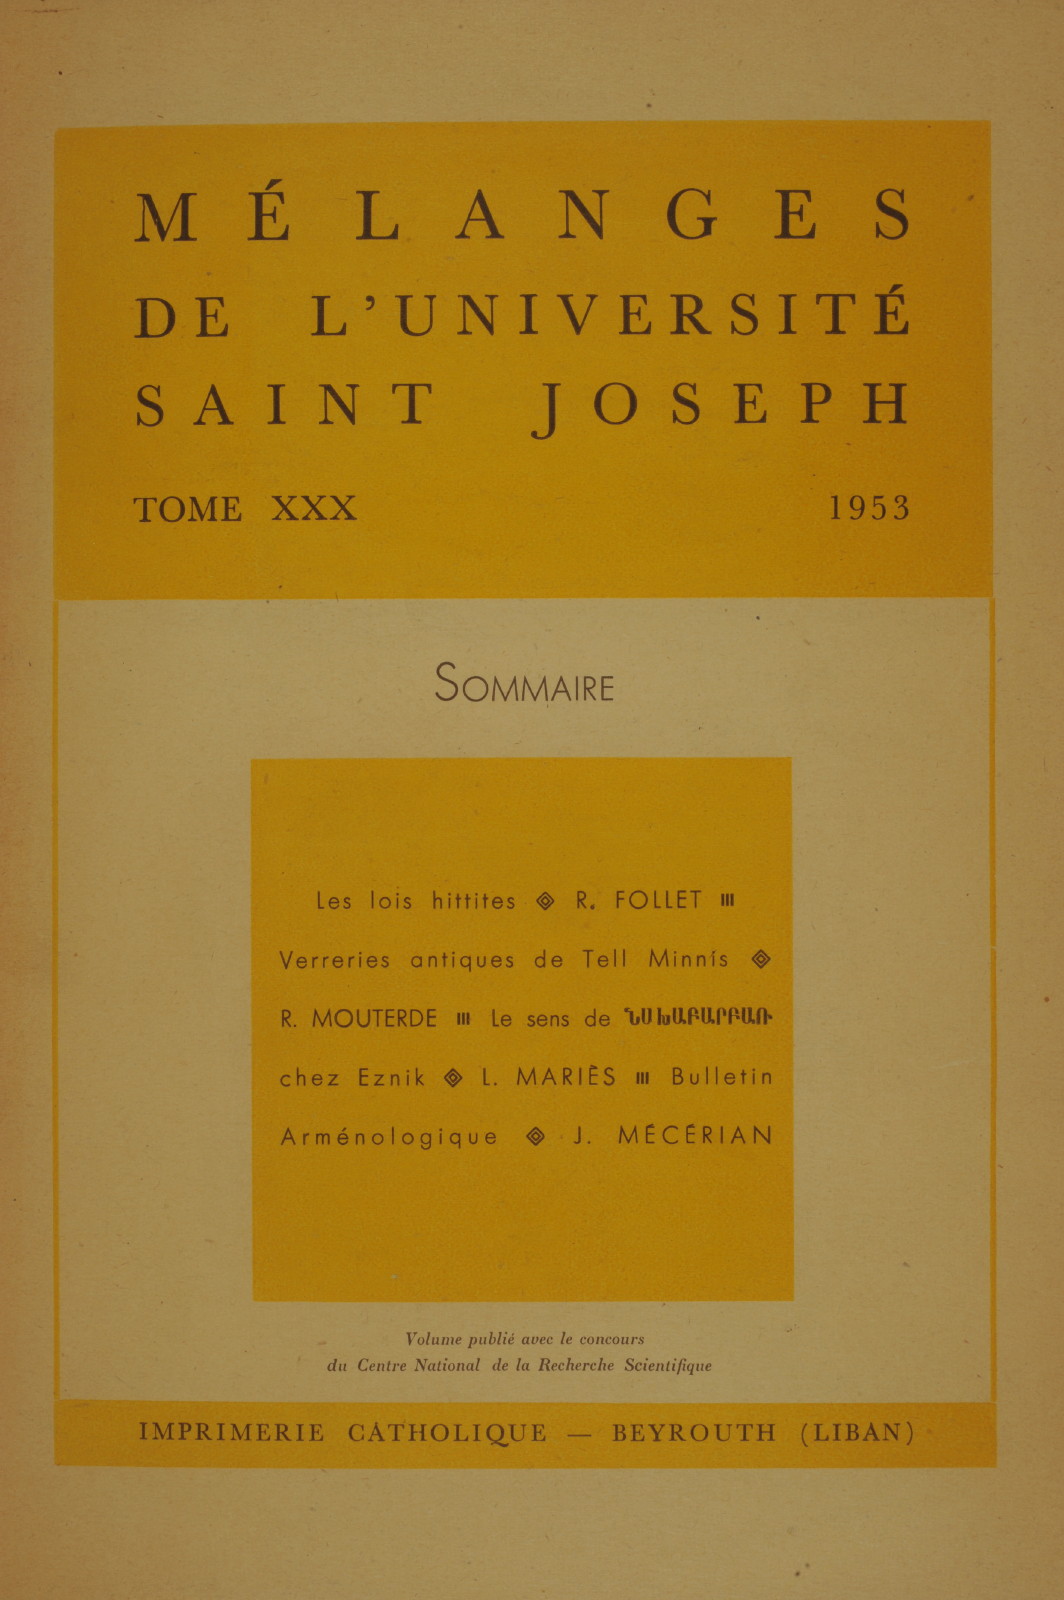 MÉLANGES
DE L'UNIVERSITÉ
SAINT JOSEPH
TOME XXX 1953
SOMMAIRE
Les lois hittites ◈ R. FOLLET III
Verreries antiques de Tell Minnis ◈
R. MOUTERDE III Le sens de ՆՍԽԱԲԱՐԲԱՌ
chez Eznik ◈ L. MARIÈS III Bulletin
Arménologique ◈ J. MÉCÉRIAN
Volume publié avec le concours
du Centre National de la Recherche Scientifique
IMPRIMERIE CATHOLIQUE — BEYROUTH (LIBAN)